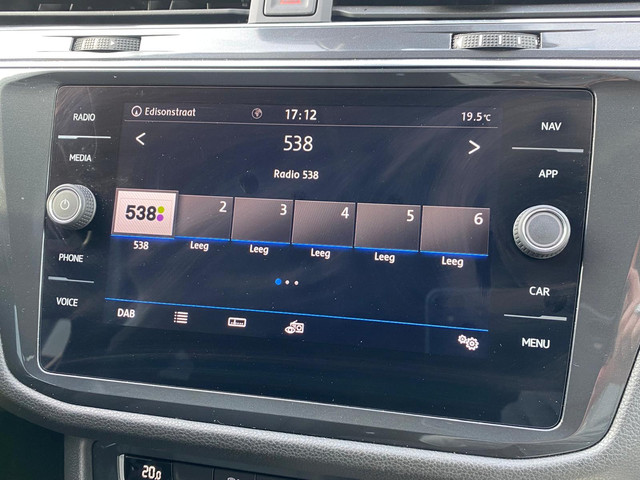 RADIO
MEDIA
PHONE
VOICE
Edisonstraat 17:12 19.5°C
< 538 >
Radio 538
538 2 3 4 5 6
538 Leeg Leeg Leeg Leeg Leeg
DAB
NAV
APP
CAR
MENU
20.0